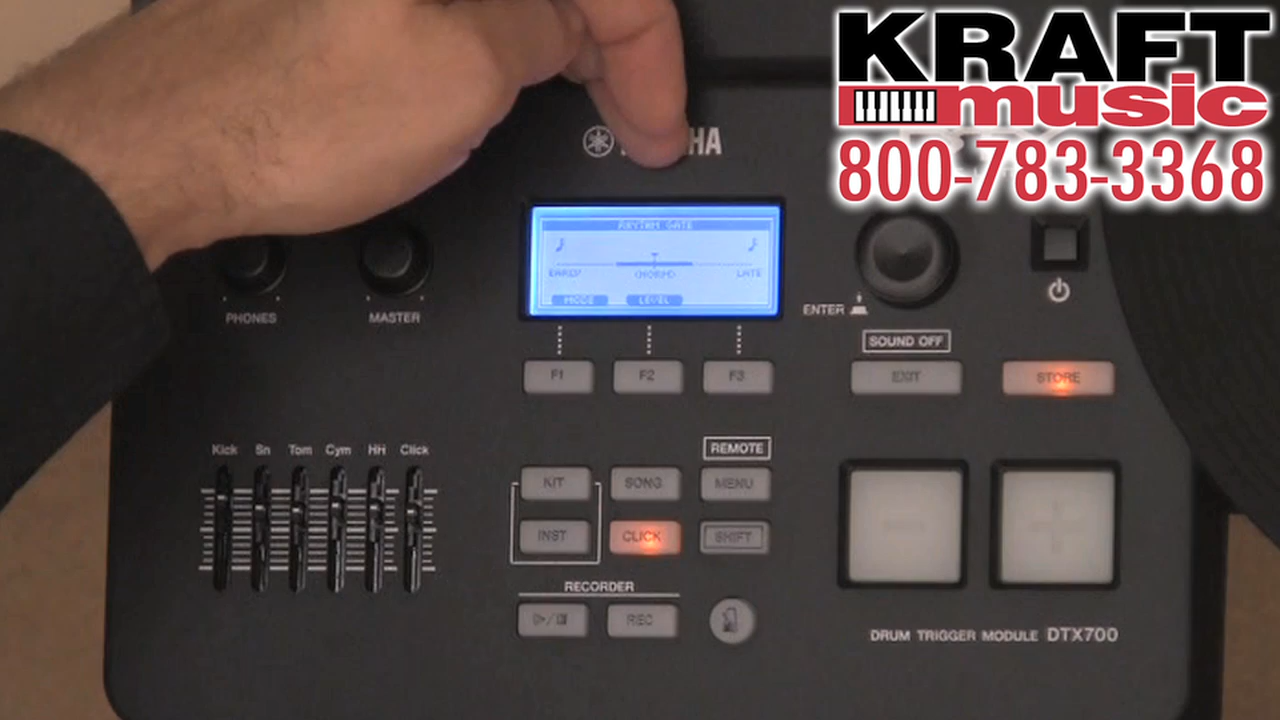 KRAFT
music
800-783-3368
HA
RHYTHM GATE
EARLY
(NORM)
LATE
MODE
LEVEL
PHONES
MASTER
ENTER
SOUND OFF
F1
F2
F3
EXIT
STORE
Kick
Sn
Tom
Cym
HH
Click
REMOTE
KIT
SONG
MENU
INST
CLICK
SHIFT
RECORDER
REC
DRUM TRIGGER MODULE DTX700